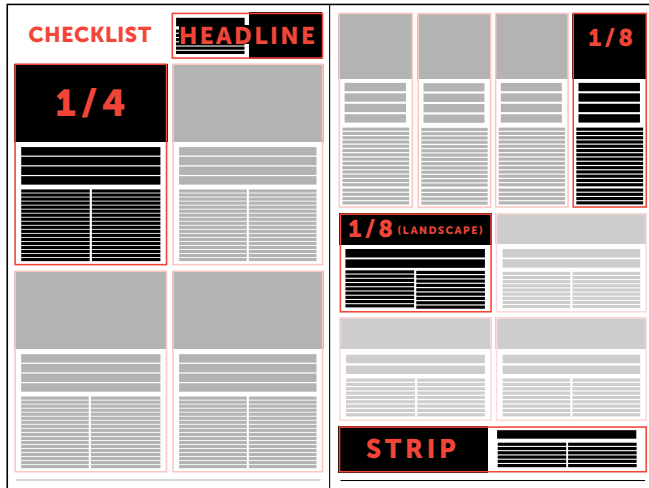 CHECKLIST
HEADLINE
1/4
1/8
1/8 (LANDSCAPE)
STRIP